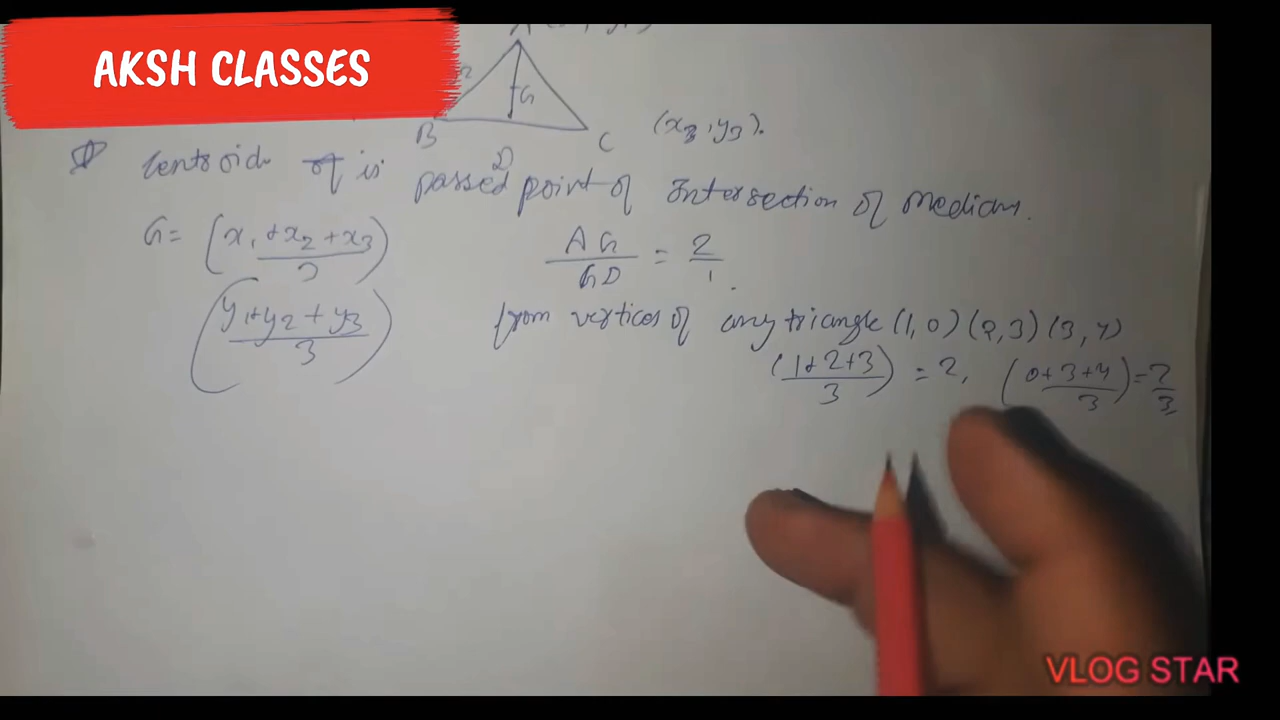 AKSH CLASSES
B
G
C
D
(x3, y3).
Centroid is passed point of Intersection of medians.
G = (x1+x2+x3/3)
AG/GD = 2/1.
(y1+y2+y3/3)
from vertices of any triangle (1,0) (2,3) (3,4)
(1+2+3/3) = 2, (0+3+4/3) = 7/3
VLOG STAR